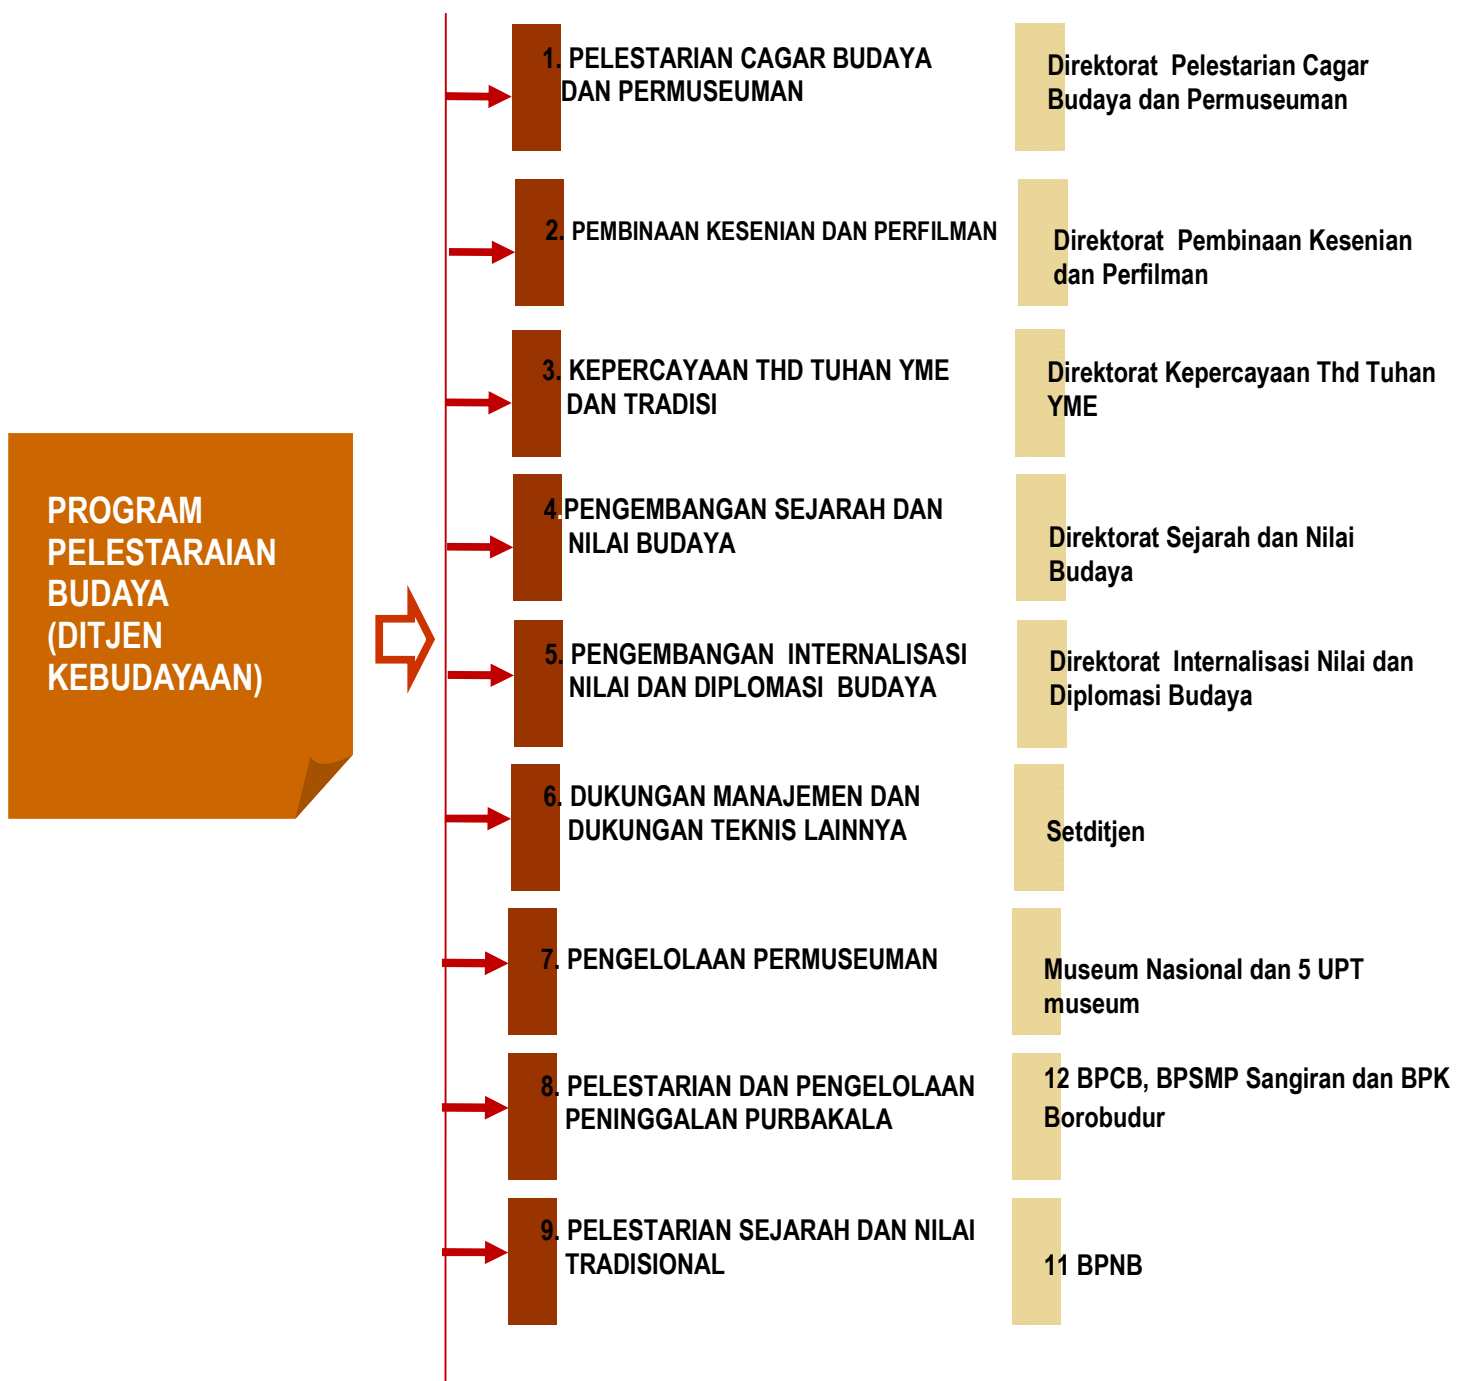 PROGRAM
PELESTARAIAN
BUDAYA
(DITJEN
KEBUDAYAAN)
1. PELESTARIAN CAGAR BUDAYA
DAN PERMUSEUMAN
Direktorat Pelestarian Cagar
Budaya dan Permuseuman
2. PEMBINAAN KESENIAN DAN PERFILMAN
Direktorat Pembinaan Kesenian
dan Perfilman
3. KEPERCAYAAN THD TUHAN YME
DAN TRADISI
Direktorat Kepercayaan Thd Tuhan
YME
4.PENGEMBANGAN SEJARAH DAN
NILAI BUDAYA
Direktorat Sejarah dan Nilai
Budaya
5. PENGEMBANGAN INTERNALISASI
NILAI DAN DIPLOMASI BUDAYA
Direktorat Internalisasi Nilai dan
Diplomasi Budaya
6. DUKUNGAN MANAJEMEN DAN
DUKUNGAN TEKNIS LAINNYA
Setditjen
7. PENGELOLAAN PERMUSEUMAN
Museum Nasional dan 5 UPT
museum
8. PELESTARIAN DAN PENGELOLAAN
PENINGGALAN PURBAKALA
12 BPCB, BPSMP Sangiran dan BPK
Borobudur
9. PELESTARIAN SEJARAH DAN NILAI
TRADISIONAL
11 BPNB